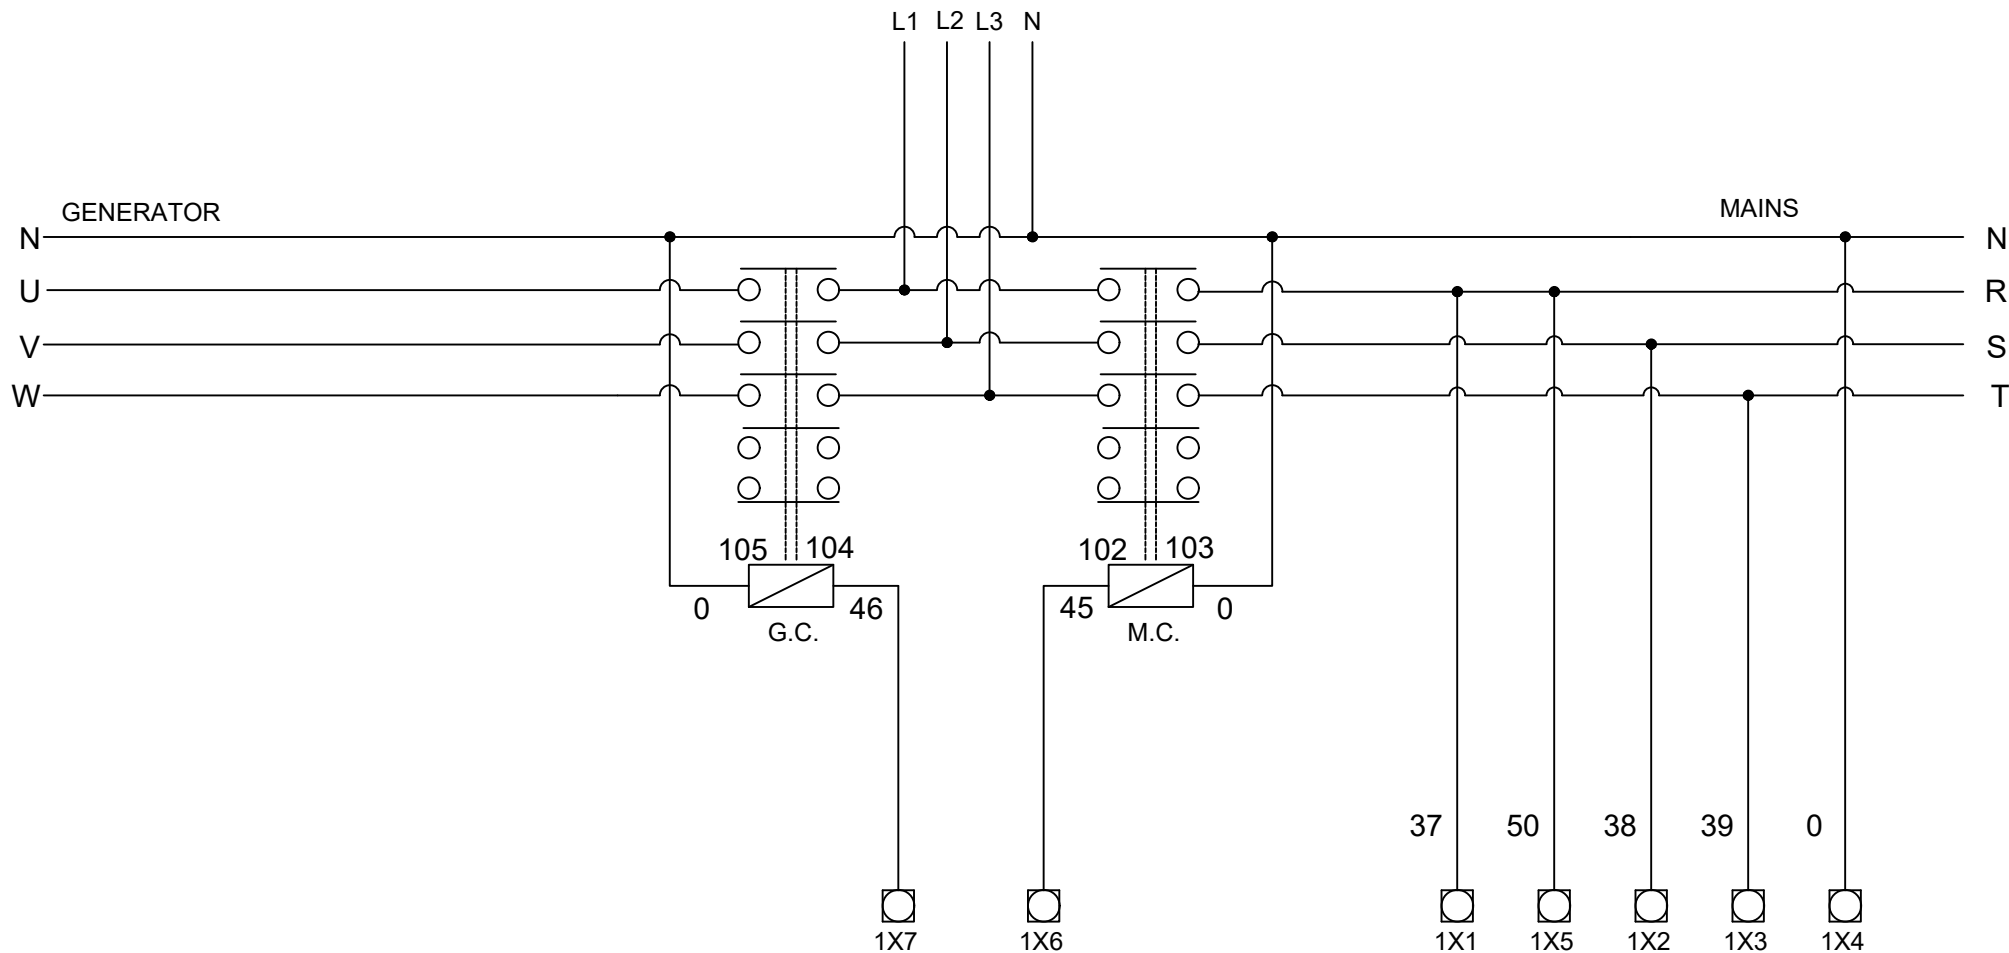 L1 L2 L3 N
GENERATOR
MAINS
N
N
U
R
V
S
W
T
105 104
102 103
0 46
45 0
G.C.
M.C.
37 50 38 39 0
1X7
1X6
1X1
1X5
1X2
1X3
1X4